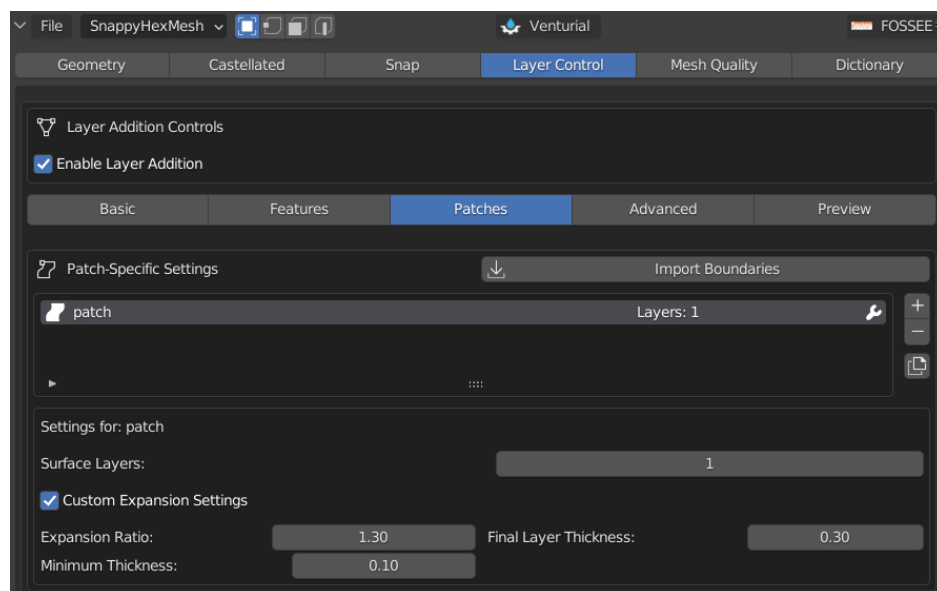 File SnappyHexMesh Venturial FOSSEE
Geometry Castellated Snap Layer Control Mesh Quality Dictionary
Layer Addition Controls
Enable Layer Addition
Basic Features Patches Advanced Preview
Patch-Specific Settings Import Boundaries
patch Layers: 1
Settings for: patch
Surface Layers: 1
Custom Expansion Settings
Expansion Ratio: 1.30 Final Layer Thickness: 0.30
Minimum Thickness: 0.10